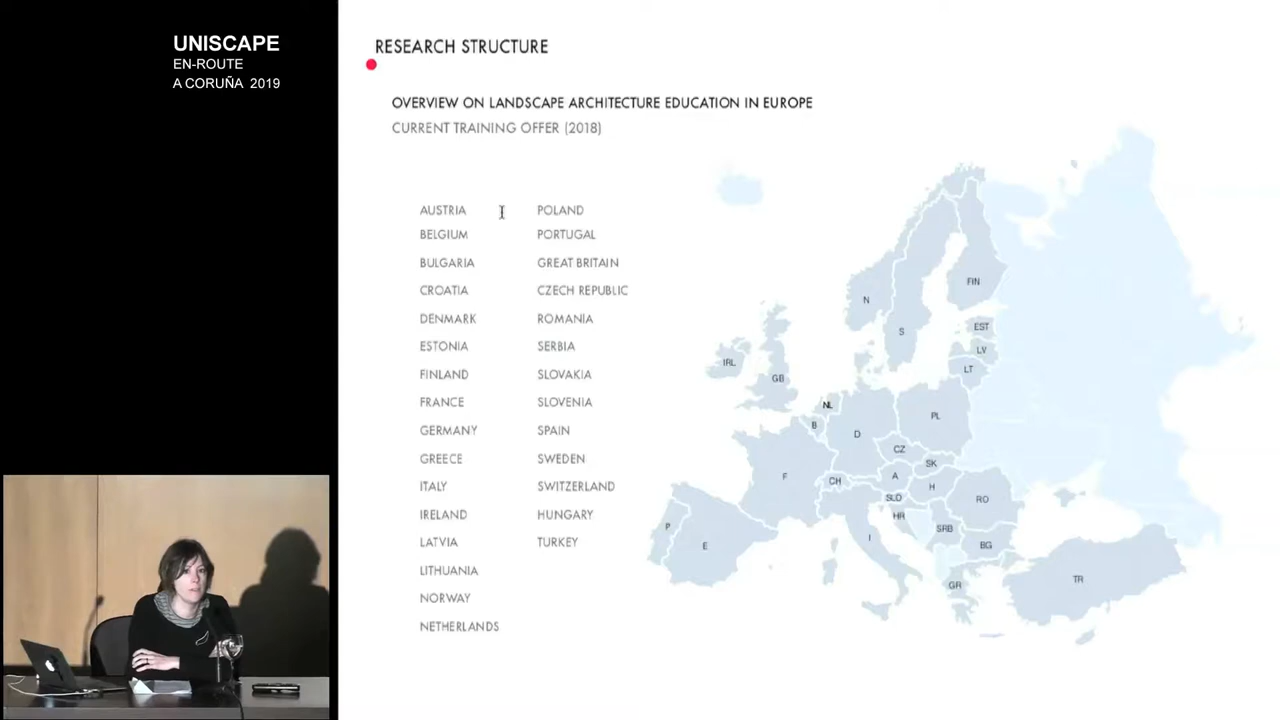 UNISCAPE
EN-ROUTE
A CORUÑA 2019
RESEARCH STRUCTURE
OVERVIEW ON LANDSCAPE ARCHITECTURE EDUCATION IN EUROPE
CURRENT TRAINING OFFER (2018)
AUSTRIA
BELGIUM
BULGARIA
CROATIA
DENMARK
ESTONIA
FINLAND
FRANCE
GERMANY
GREECE
ITALY
IRELAND
LATVIA
LITHUANIA
NORWAY
NETHERLANDS
POLAND
PORTUGAL
GREAT BRITAIN
CZECH REPUBLIC
ROMANIA
SERBIA
SLOVAKIA
SLOVENIA
SPAIN
SWEDEN
SWITZERLAND
HUNGARY
TURKEY
FIN
N
S
EST
LV
LT
IRL
GB
NL
B
D
PL
CZ
SK
F
CH
A
H
SLO
HR
RO
SRB
P
E
I
BG
GR
TR